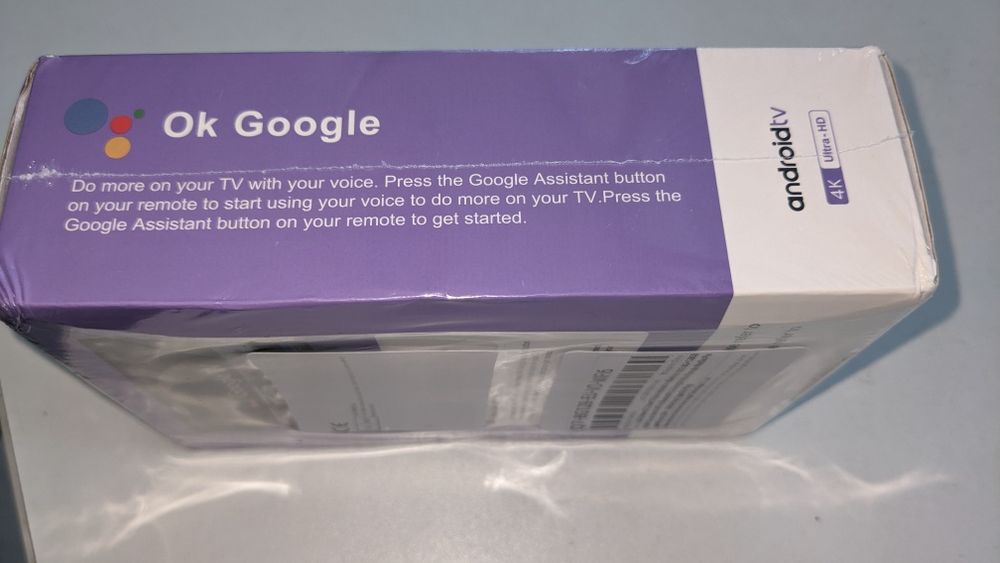 Ok Google
Do more on your TV with your voice. Press the Google Assistant button
on your remote to start using your voice to do more on your TV.Press the
Google Assistant button on your remote to get started.
androidtv
4K Ultra-HD